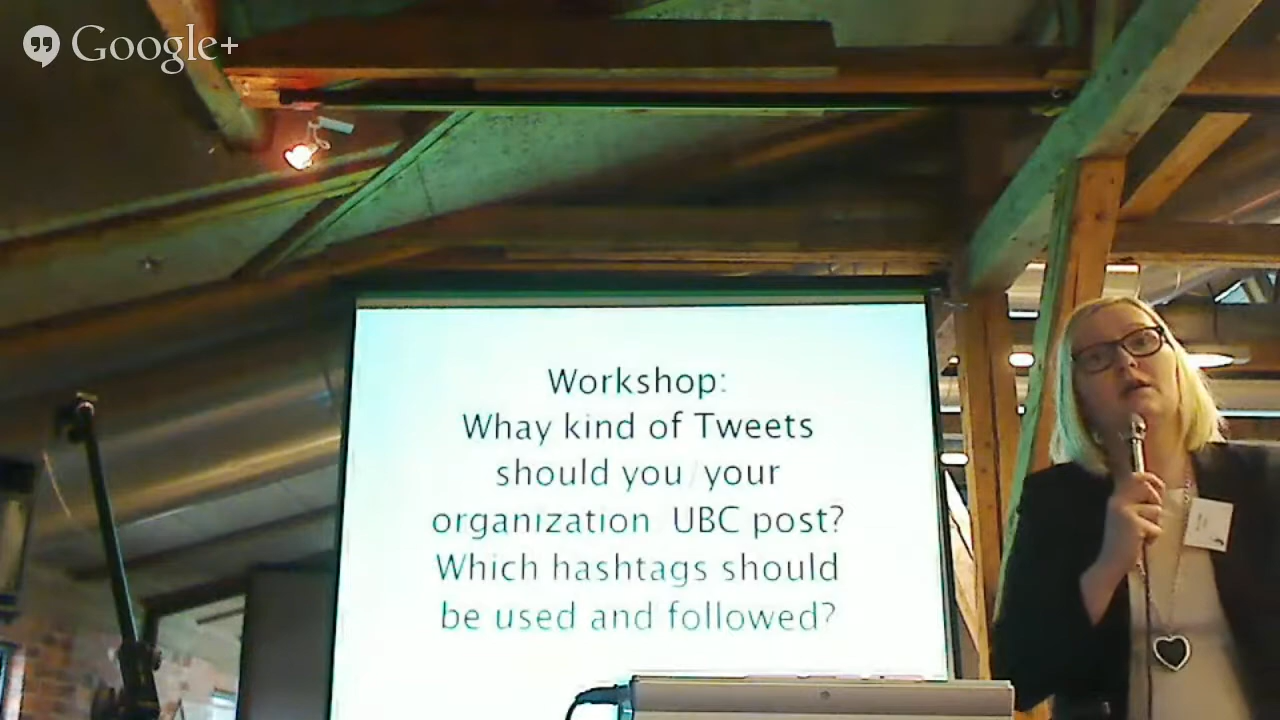 Google+
Workshop:
Whay kind of Tweets
should you/your
organization/UBC post?
Which hashtags should
be used and followed?